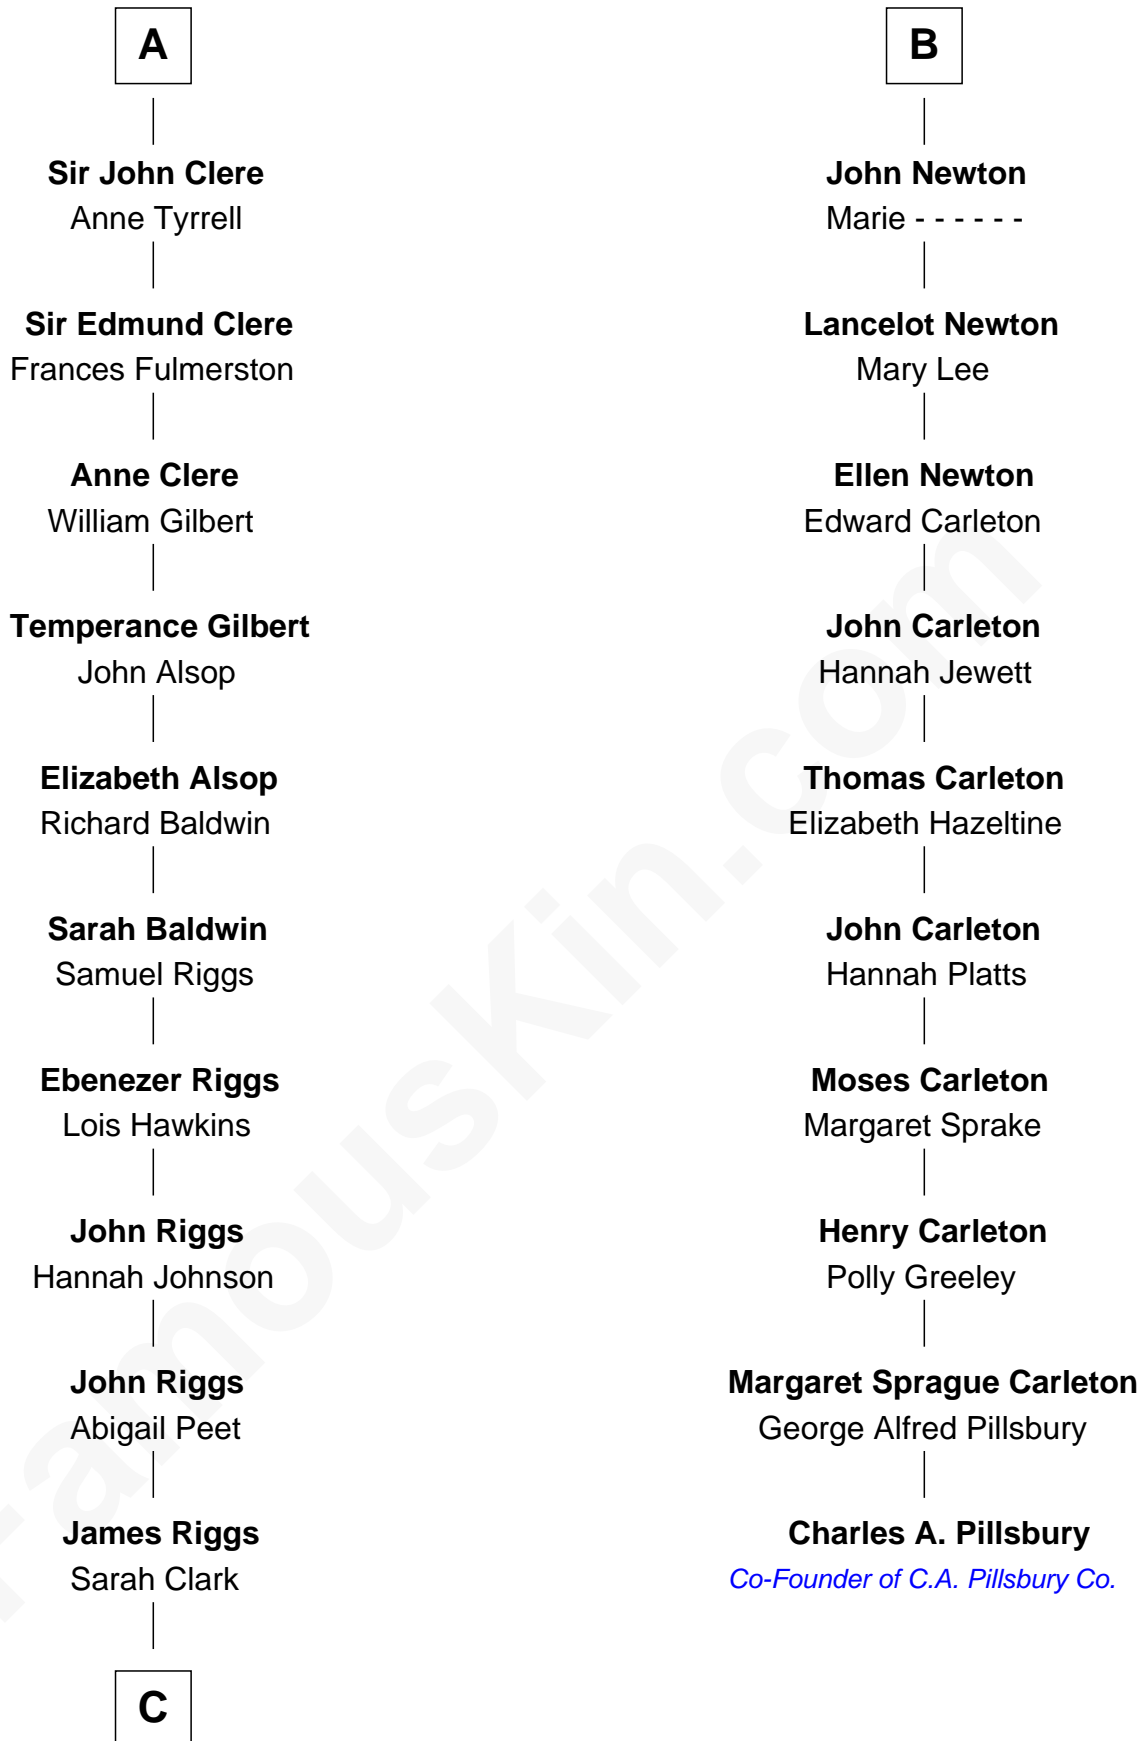 A
Sir John Clere
Anne Tyrrell
Sir Edmund Clere
Frances Fulmerston
Anne Clere
William Gilbert
Temperance Gilbert
John Alsop
Elizabeth Alsop
Richard Baldwin
Sarah Baldwin
Samuel Riggs
Ebenezer Riggs
Lois Hawkins
John Riggs
Hannah Johnson
John Riggs
Abigail Peet
James Riggs
Sarah Clark
C
B
John Newton
Marie - - - - - -
Lancelot Newton
Mary Lee
Ellen Newton
Edward Carleton
John Carleton
Hannah Jewett
Thomas Carleton
Elizabeth Hazeltine
John Carleton
Hannah Platts
Moses Carleton
Margaret Sprake
Henry Carleton
Polly Greeley
Margaret Sprague Carleton
George Alfred Pillsbury
Charles A. Pillsbury
Co-Founder of C.A. Pillsbury Co.
FamousKin.com